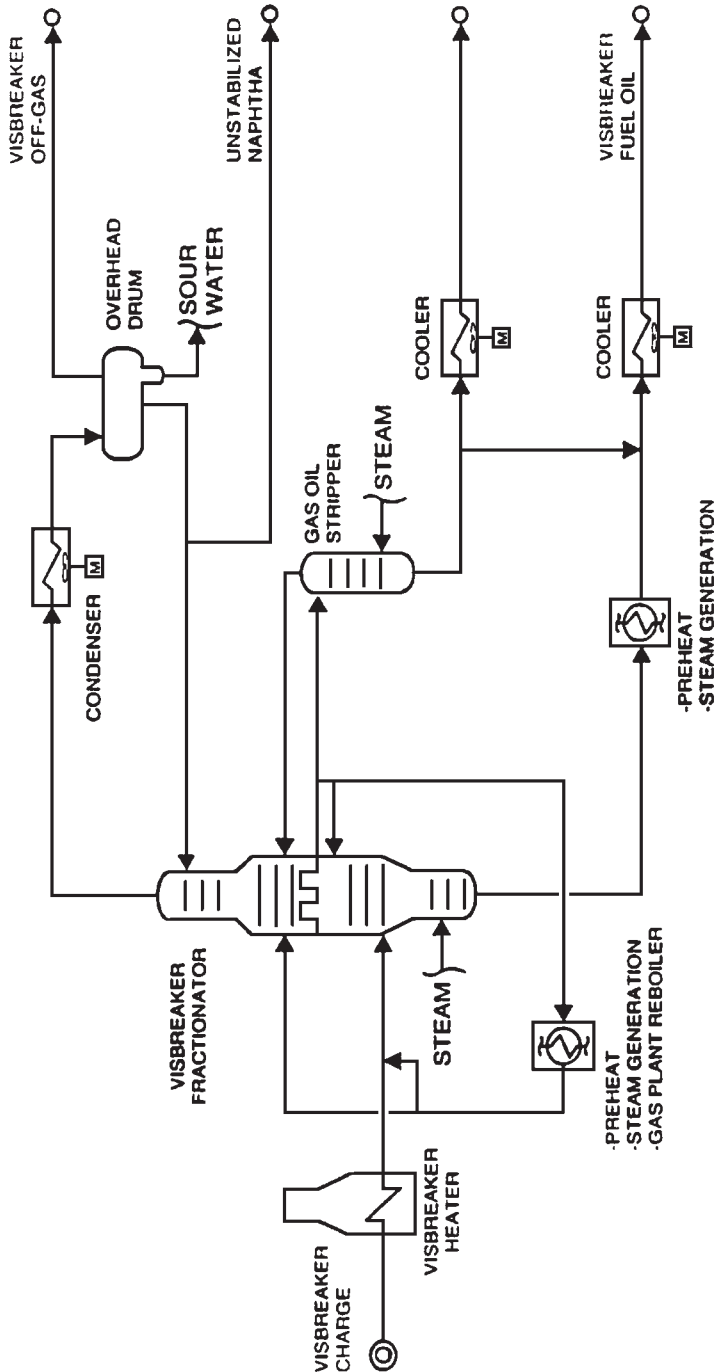 VISBREAKER
CHARGE
VISBREAKER
HEATER
VISBREAKER
FRACTIONATOR
STEAM
-PREHEAT
-STEAM GENERATION
-GAS PLANT REBOILER
CONDENSER
M
OVERHEAD
DRUM
SOUR
WATER
GAS OIL
STRIPPER
STEAM
-PREHEAT
-STEAM GENERATION
COOLER
M
COOLER
M
VISBREAKER
OFF-GAS
UNSTABILIZED
NAPHTHA
VISBREAKER
FUEL OIL